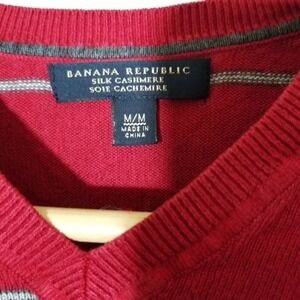 BANANA REPUBLIC
SILK CASHMERE
SOIE CACHEMIRE
M/M
MADE IN
CHINA